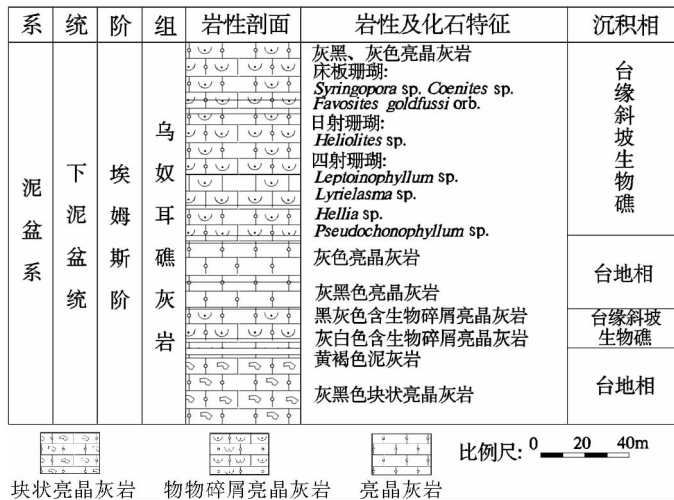 系 统 阶 组 岩性剖面 岩性及化石特征 沉积相
泥盆系
下泥盆统
埃姆斯阶
乌奴耳礁灰岩
灰黑、灰色亮晶灰岩
床板珊瑚:
Syringopora sp. Coenites sp.
Favosites goldfussi orb.
日射珊瑚:
Heliolites sp.
四射珊瑚:
Leptoinophyllum sp.
Lyrielasma sp.
Hellia sp.
Pseudochonophyllum sp.
灰色亮晶灰岩
灰黑色亮晶灰岩
黑灰色含生物碎屑亮晶灰岩
灰白色含生物碎屑亮晶灰岩
黄褐色泥灰岩
灰黑色块状亮晶灰岩
台缘斜坡生物礁
台地相
台缘斜坡
生物礁
台地相
块状亮晶灰岩
物物碎屑亮晶灰岩
亮晶灰岩
比例尺: 0 20 40m